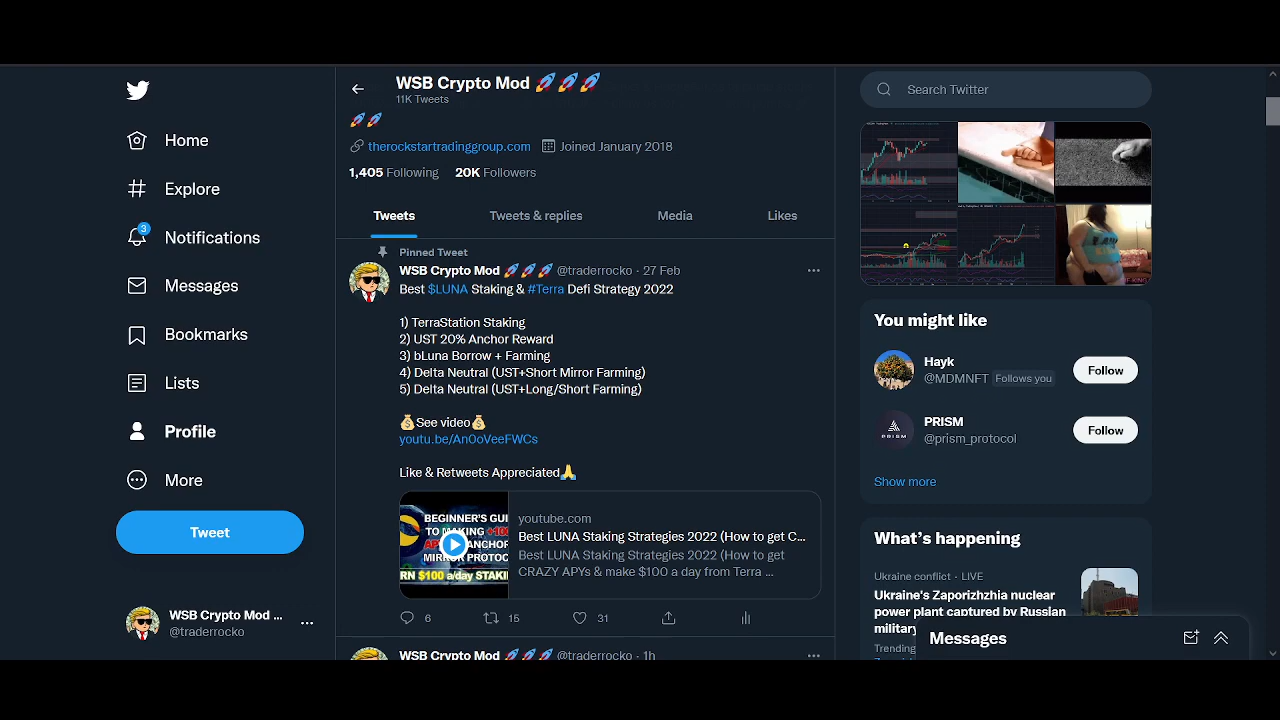 WSB Crypto Mod 🚀🚀🚀
11K Tweets
🚀🚀
therockstartradinggroup.com Joined January 2018
1,405 Following 20K Followers
Tweets Tweets & replies Media Likes
Home
Explore
3
Notifications
Messages
Bookmarks
Lists
Profile
More
Tweet
WSB Crypto Mod ...
@traderrocko
Pinned Tweet
WSB Crypto Mod 🚀🚀🚀 @traderrocko · 27 Feb
Best $LUNA Staking & #Terra Defi Strategy 2022
1) TerraStation Staking
2) UST 20% Anchor Reward
3) bLuna Borrow + Farming
4) Delta Neutral (UST+Short Mirror Farming)
5) Delta Neutral (UST+Long/Short Farming)
💰See video💰
youtu.be/An0oVeeFWCs
Like & Retweets Appreciated🙏
BEGINNER'S GUI
TO MAKING +100
ANCHOR
MIRROR PROTOC
RN $100 a/day STAKI
youtube.com
Best LUNA Staking Strategies 2022 (How to get C...
Best LUNA Staking Strategies 2022 (How to get
CRAZY APYs & make $100 a day from Terra ...
6 15 31
WSB Crypto Mod 🚀🚀🚀 @traderrocko · 1h
Search Twitter
You might like
Hayk
@MDMNFT Follows you
Follow
PRISM
PRISM
@prism_protocol
Follow
Show more
What's happening
Ukraine conflict · LIVE
Ukraine's Zaporizhzhia nuclear
power plant captured by Russian
military
Trending
Messages